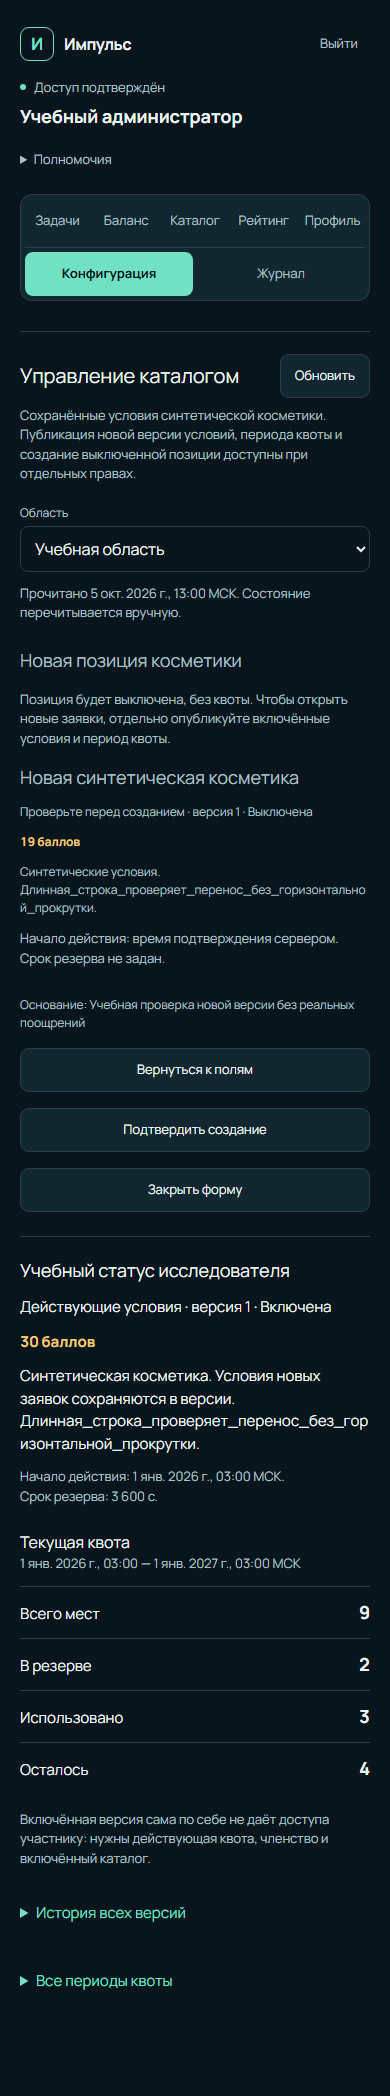 И Импульс Выйти
Доступ подтверждён
Учебный администратор
Полномочия
Задачи Баланс Каталог Рейтинг Профиль
Конфигурация Журнал
Управление каталогом Обновить
Сохранённые условия синтетической косметики.
Публикация новой версии условий, периода квоты и
создание выключенной позиции доступны при
отдельных правах.
Область
Учебная область
Прочитано 5 окт. 2026 г., 13:00 МСК. Состояние
перечитывается вручную.
Новая позиция косметики
Позиция будет выключена, без квоты. Чтобы открыть
новые заявки, отдельно опубликуйте включённые
условия и период квоты.
Новая синтетическая косметика
Проверьте перед созданием · версия 1 · Выключена
19 баллов
Синтетические условия.
Длинная_строка_проверяет_перенос_без_горизонтально
й_прокрутки.
Начало действия: время подтверждения сервером.
Срок резерва не задан.
Основание: Учебная проверка новой версии без реальных
поощрений
Вернуться к полям
Подтвердить создание
Закрыть форму
Учебный статус исследователя
Действующие условия · версия 1 · Включена
30 баллов
Синтетическая косметика. Условия новых
заявок сохраняются в версии.
Длинная_строка_проверяет_перенос_без_гор
изонтальной_прокрутки.
Начало действия: 1 янв. 2026 г., 03:00 МСК.
Срок резерва: 3 600 с.
Текущая квота
1 янв. 2026 г., 03:00 — 1 янв. 2027 г., 03:00 МСК
Всего мест 9
В резерве 2
Использовано 3
Осталось 4
Включённая версия сама по себе не даёт доступа
участнику: нужны действующая квота, членство и
включённый каталог.
История всех версий
Все периоды квоты